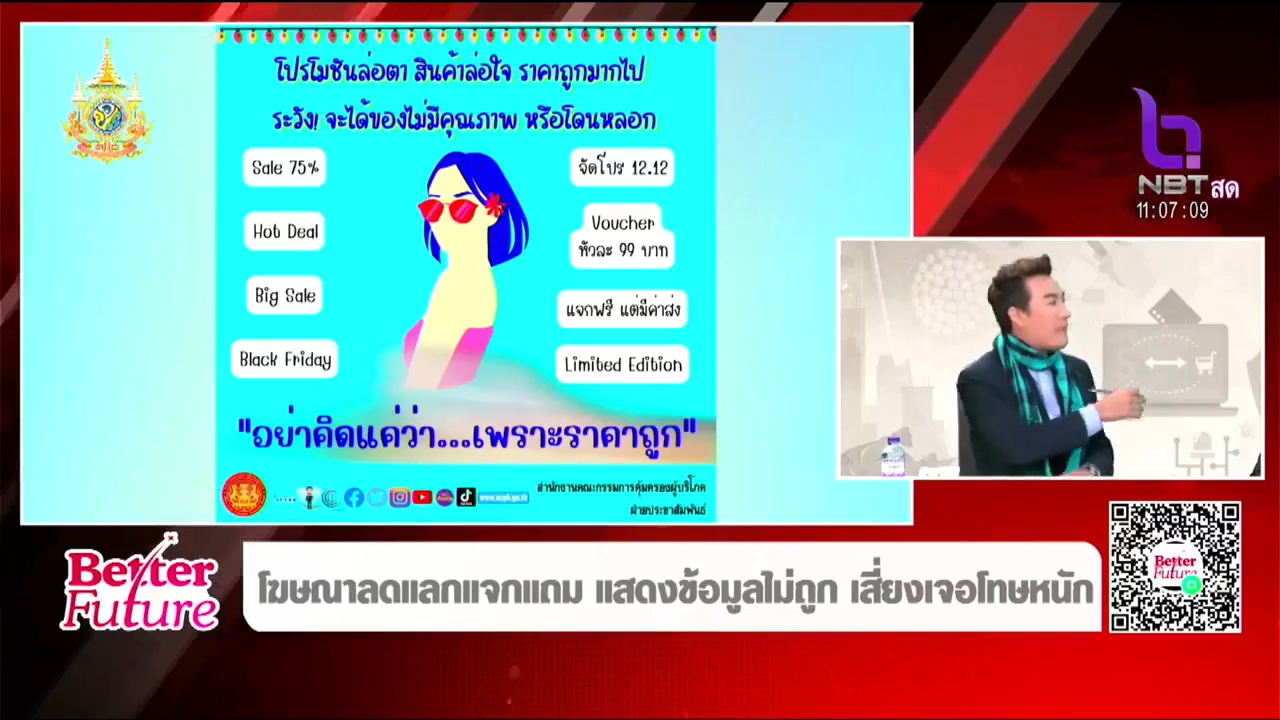 โปรโมชันล่อตา สินค้าล่อใจ ราคาถูกมากไป
ระวัง! จะได้ของไม่มีคุณภาพ หรือโดนหลอก
Sale 75%
Hot Deal
Big Sale
Black Friday
จัดโปร 12.12
Voucher
หัวละ 99 บาท
แจกฟรี แต่มีค่าส่ง
Limited Edition
"อย่าคิดแค่ว่า...เพราะราคาถูก"
www.ocpb.go.th
สำนักงานคณะกรรมการคุ้มครองผู้บริโภค
ฝ่ายประชาสัมพันธ์
NBT สด
11:07:09
Better
Future
โฆษณาลดแลกแจกแถม แสดงข้อมูลไม่ถูก เสี่ยงเจอโทษหนัก
Better
Future